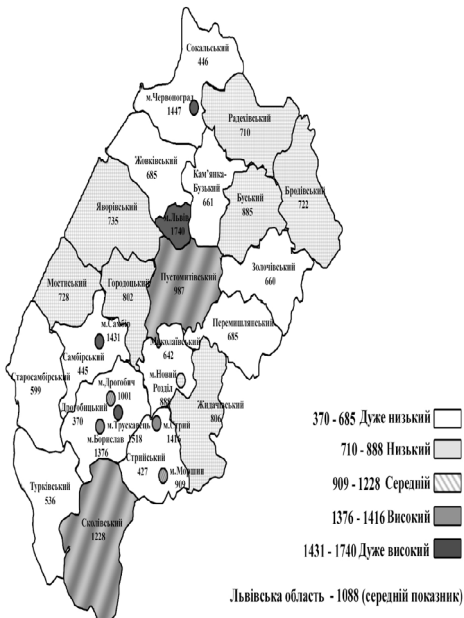 Сокальський
446
м.Червоноград
1447
Радехівський
710
Жовківський
685
Кам'янка-
Бузький
661
Буський
885
Бродівський
722
Яворівський
735
м.Львів
1740
Золочівський
660
Пустомитівський
987
Мостиський
728
Городоцький
802
Перемишлянський
685
м.Самбір
1431
Миколаївський
642
Самбірський
445
Старосамбірський
599
м.Новий
Розділ
888
м.Дрогобич
1001
Дрогобицький
370
Жидачівський
806
м.Трускавець
1518
м.Стрий
1416
м.Борислав
1376
Стрийський
427
м.Моршин
909
Турківський
536
Сколівський
1228
370 - 685 Дуже низький
710 - 888 Низький
909 - 1228 Середній
1376 - 1416 Високий
1431 - 1740 Дуже високий
Львівська область - 1088 (середній показник)